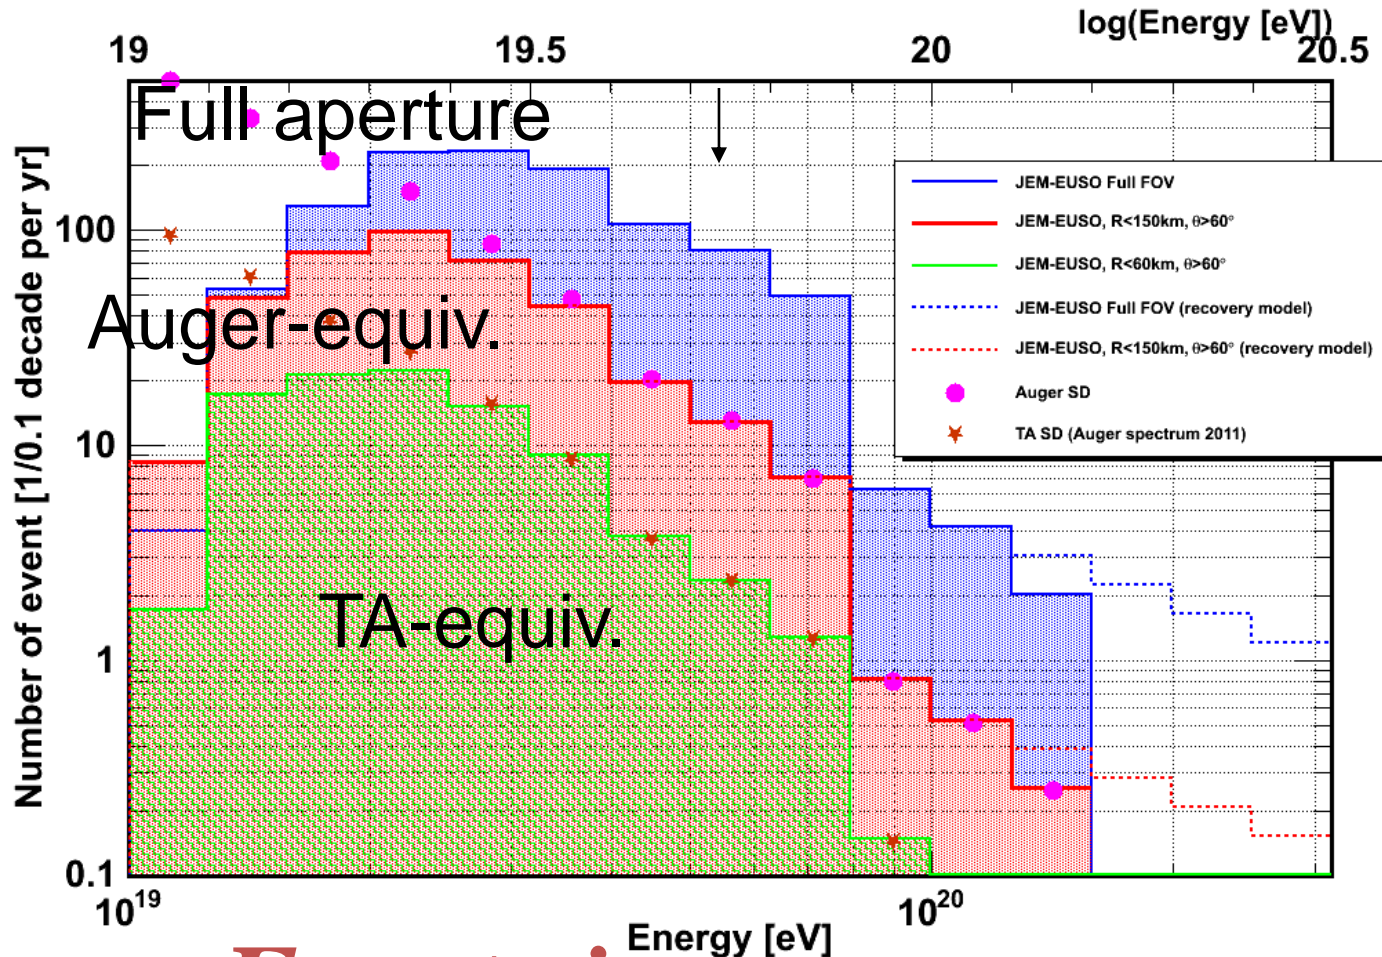 log(Energy [eV])
19 19.5 20 20.5
Full aperture
JEM-EUSO Full FOV
JEM-EUSO, R<150km, θ>60°
JEM-EUSO, R<60km, θ>60°
JEM-EUSO Full FOV (recovery model)
JEM-EUSO, R<150km, θ>60° (recovery model)
Auger SD
TA SD (Auger spectrum 2011)
Number of event [1/0.1 decade per yr]
100
Auger-equiv.
10
TA-equiv.
1
0.1
10¹⁹ 10²⁰
Energy [eV]